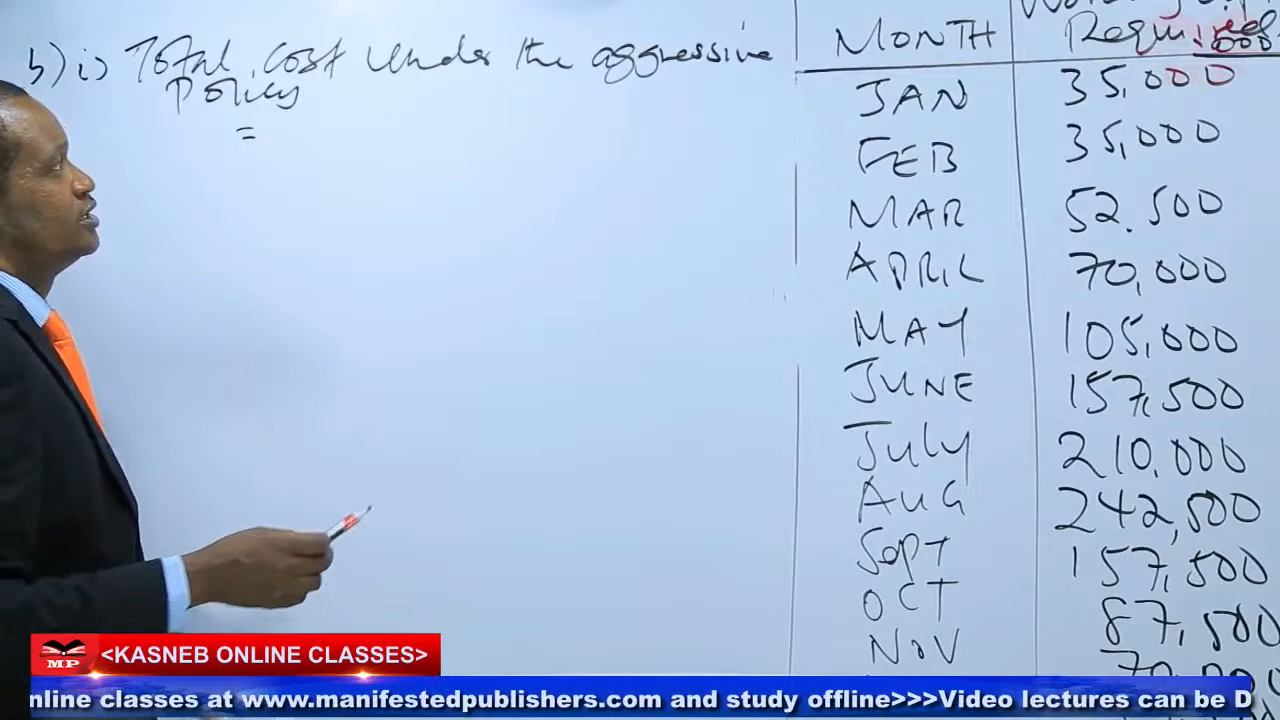 b) i) Total cost under the aggressive
Policy
=
MONTH Required
000
JAN 35,000
FEB 35,000
MAR 52.500
APRIL 70,000
MAY 105,000
JUNE 157,500
July 210,000
AUG 242,500
Sept 157,500
OCT 87,500
NOV
MP
<KASNEB ONLINE CLASSES>
nline classes at www.manifestedpublishers.com and study offline>>>Video lectures can be D